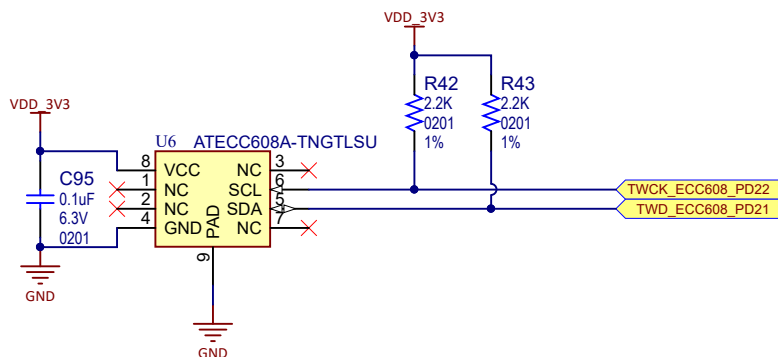 VDD_3V3
R42
2.2K
0201
1%
R43
2.2K
0201
1%
VDD_3V3
C95
0.1uF
6.3V
0201
GND
U6 ATECC608A-TNGTLSU
8 VCC NC 3
1 NC SCL 6
2 NC SDA 5
4 GND NC 7
PAD
9
GND
TWCK_ECC608_PD22
TWD_ECC608_PD21